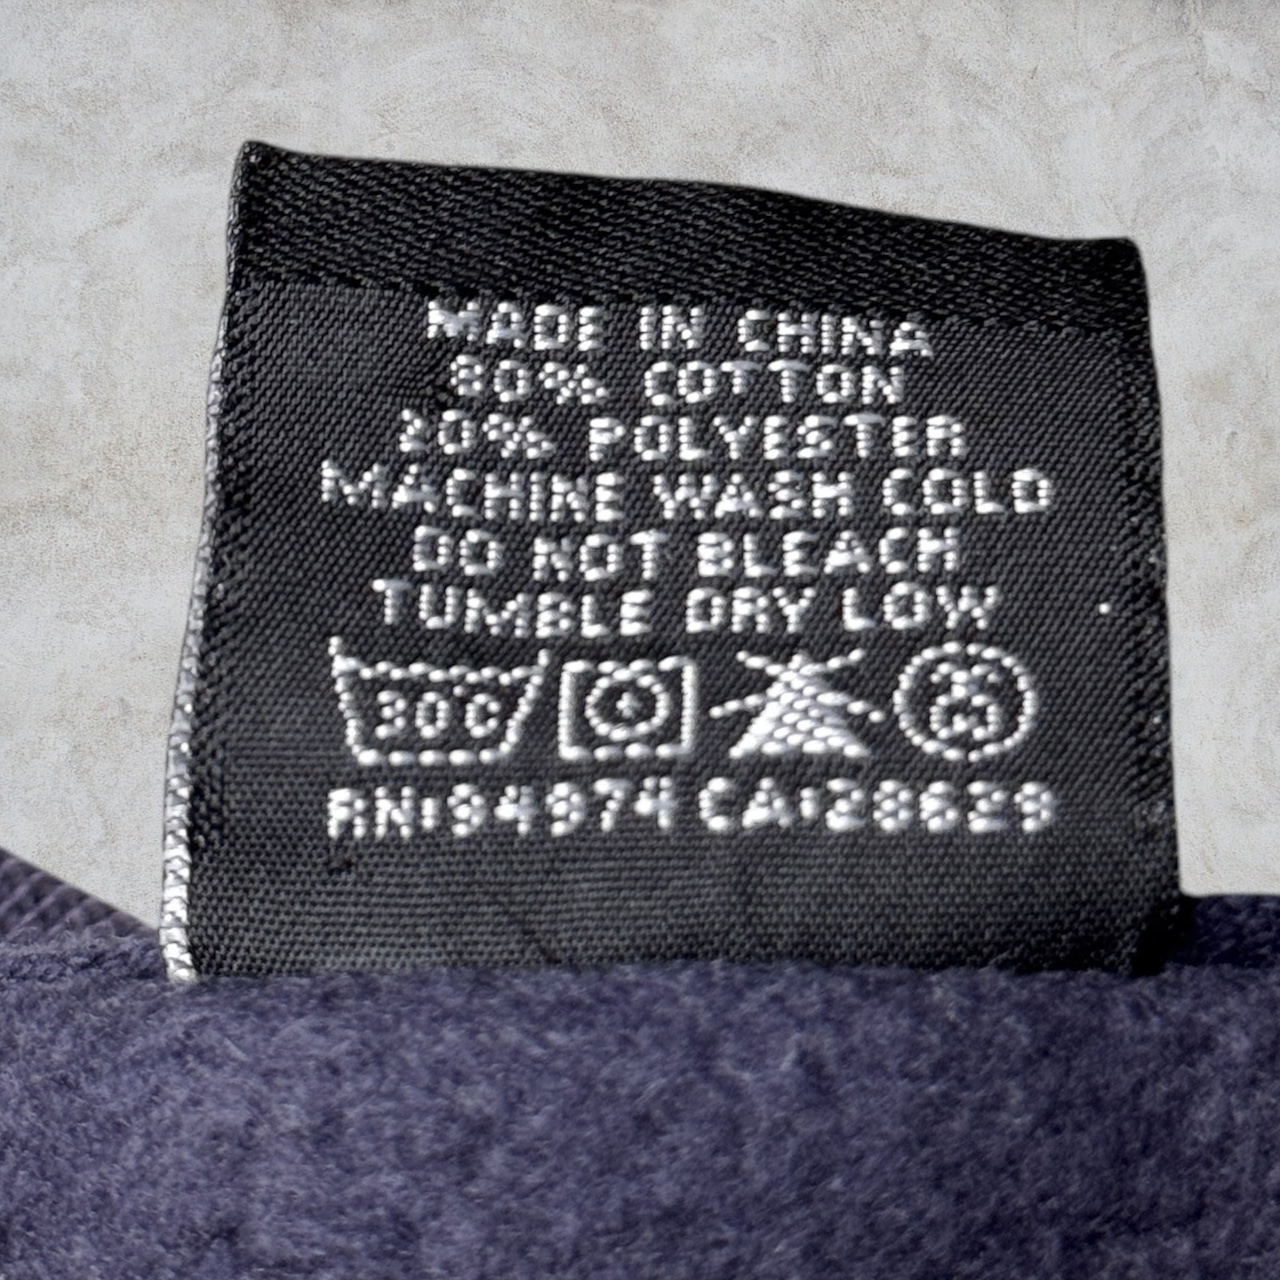 MADE IN CHINA
80% COTTON
20% POLYESTER
MACHINE WASH COLD
DO NOT BLEACH
TUMBLE DRY LOW
30°C
RN:94974 CA:28629